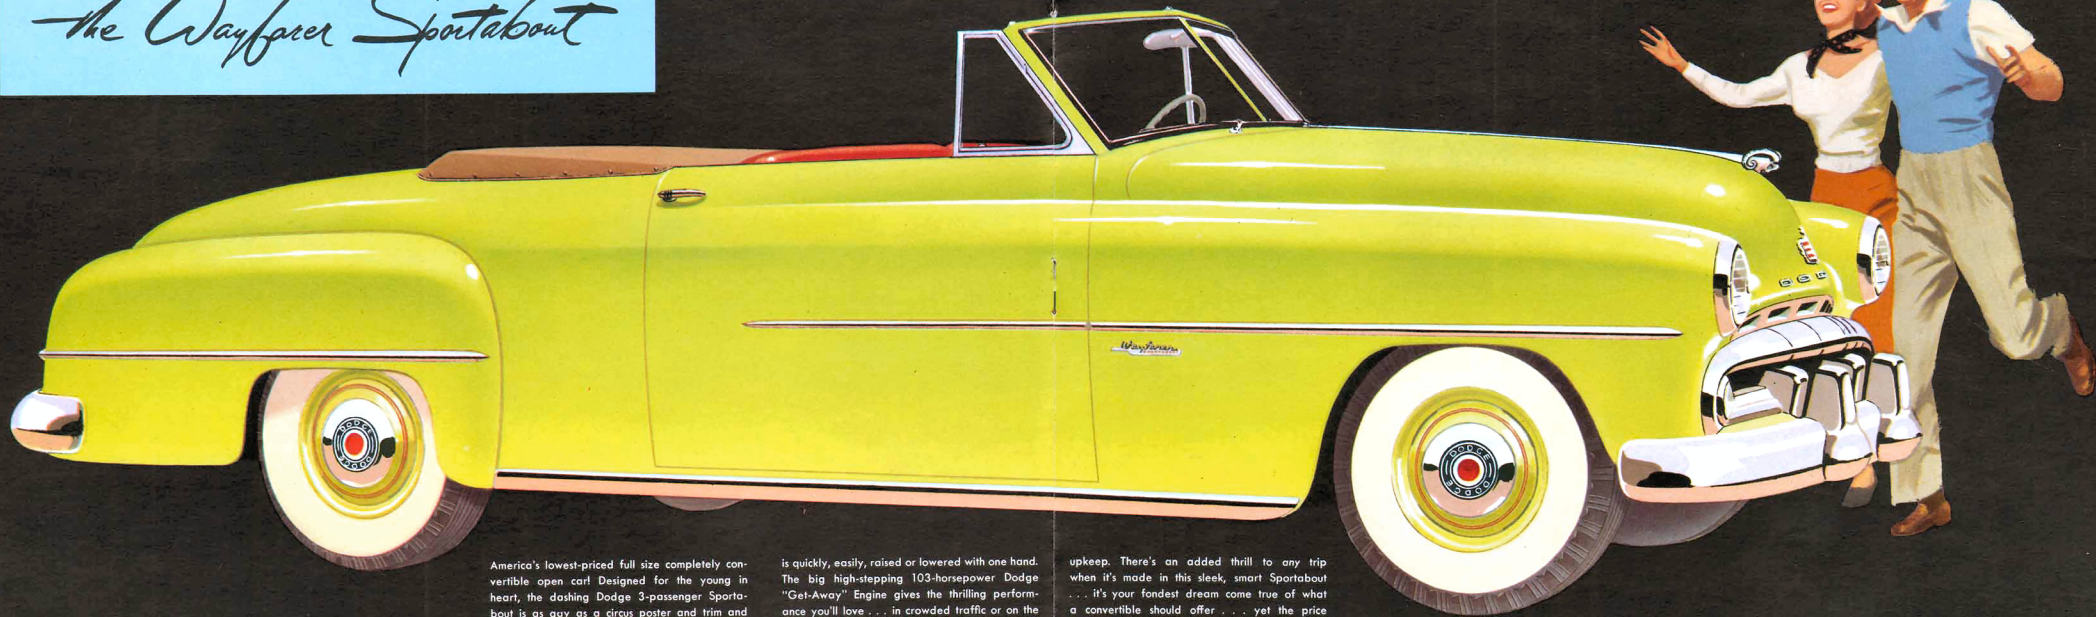 the Wayfarer Sportabout
DODGE
Wayfarer
DODGE DODGE
DODGE DODGE
America's lowest-priced full size completely con-
vertible open car! Designed for the young in
heart, the dashing Dodge 3-passenger Sporta-
bout is as gay as a circus poster and trim and
is quickly, easily, raised or lowered with one hand.
The big high-stepping 103-horsepower Dodge
"Get-Away" Engine gives the thrilling perform-
ance you'll love . . . in crowded traffic or on the
upkeep. There's an added thrill to any trip
when it's made in this sleek, smart Sportabout
. . . it's your fondest dream come true of what
a convertible should offer . . . yet the price